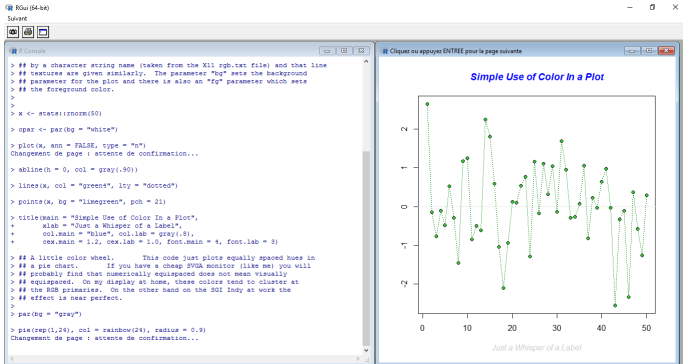 RGui (64-bit)
Suivant
R Console
> ## by a character string name (taken from the X11 rgb.txt file) and that line
> ## textures are given similarly.  The parameter "bg" sets the background
> ## parameter for the plot and there is also an "fg" parameter which sets
> ## the foreground color.
>
>
> x <- stats::rnorm(50)
> opar <- par(bg = "white")
> plot(x, ann = FALSE, type = "n")
Changement de page : attente de confirmation...
> abline(h = 0, col = gray(.90))
> lines(x, col = "green4", lty = "dotted")
> points(x, bg = "limegreen", pch = 21)
> title(main = "Simple Use of Color In a Plot",
+       xlab = "Just a Whisper of a Label",
+       col.main = "blue", col.lab = gray(.8),
+       cex.main = 1.2, cex.lab = 1.0, font.main = 4, font.lab = 3)
> ## A little color wheel.     This code just plots equally spaced hues in
> ## a pie chart.     If you have a cheap SVGA monitor (like me) you will
> ## probably find that numerically equispaced does not mean visually
> ## equispaced.  On my display at home, these colors tend to cluster at
> ## the RGB primaries.  On the other hand on the SGI Indy at work the
> ## effect is near perfect.
>
> par(bg = "gray")
> pie(rep(1,24), col = rainbow(24), radius = 0.9)
Changement de page : attente de confirmation...
Cliquez ou appuyez ENTREE pour la page suivante
Simple Use of Color In a Plot
2
1
0
-1
-2
0 10 20 30 40 50
Just a Whisper of a Label